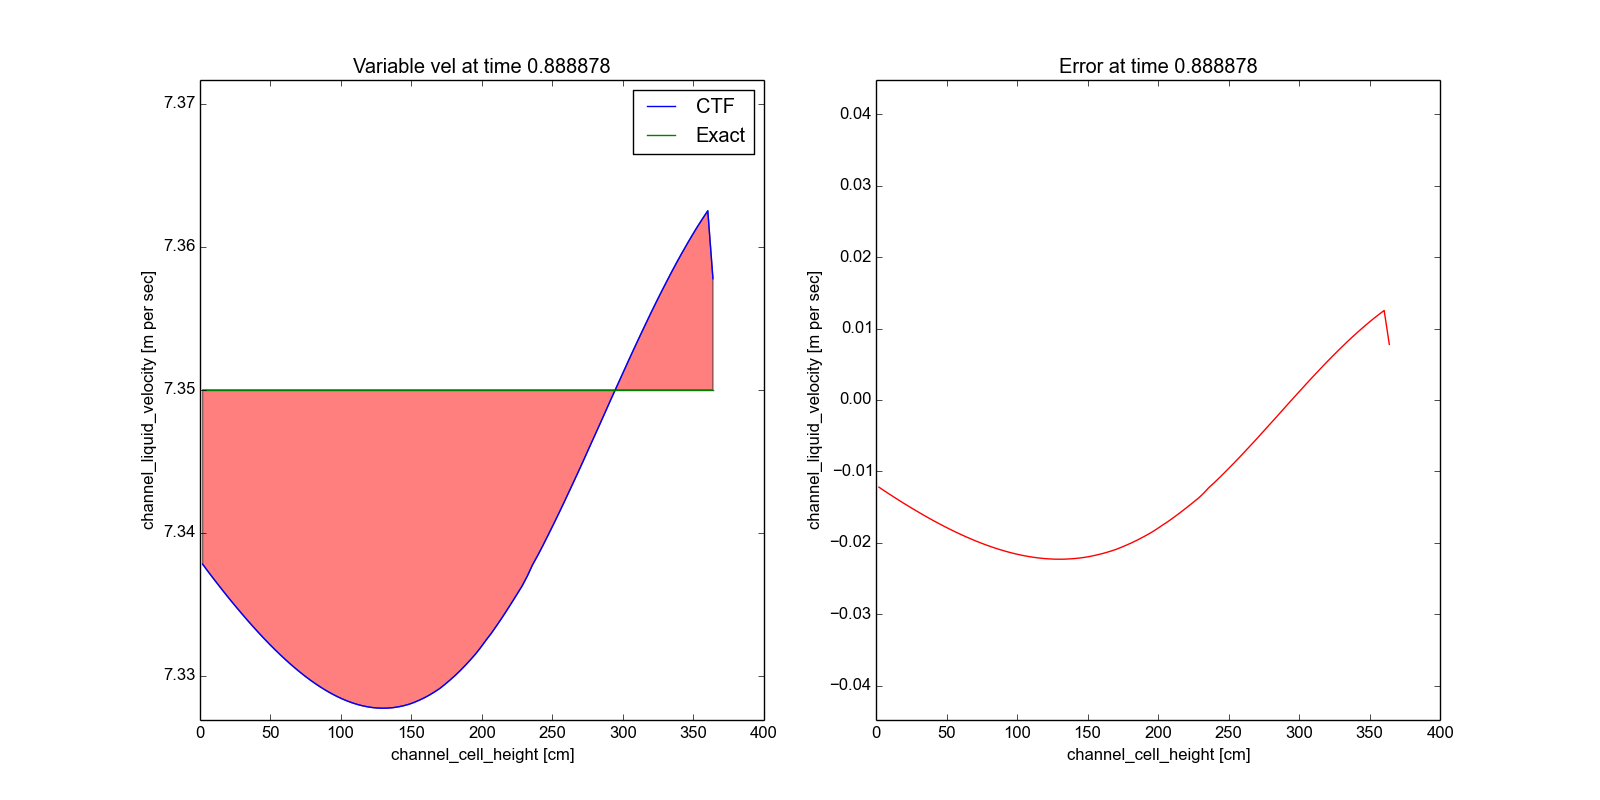 Variable vel at time 0.888878
7.37
7.36
7.35
7.34
7.33
channel_liquid_velocity [m per sec]
CTF
Exact
0 50 100 150 200 250 300 350 400
channel_cell_height [cm]
Error at time 0.888878
0.04
0.03
0.02
0.01
0.00
−0.01
−0.02
−0.03
−0.04
channel_liquid_velocity [m per sec]
0 50 100 150 200 250 300 350 400
channel_cell_height [cm]